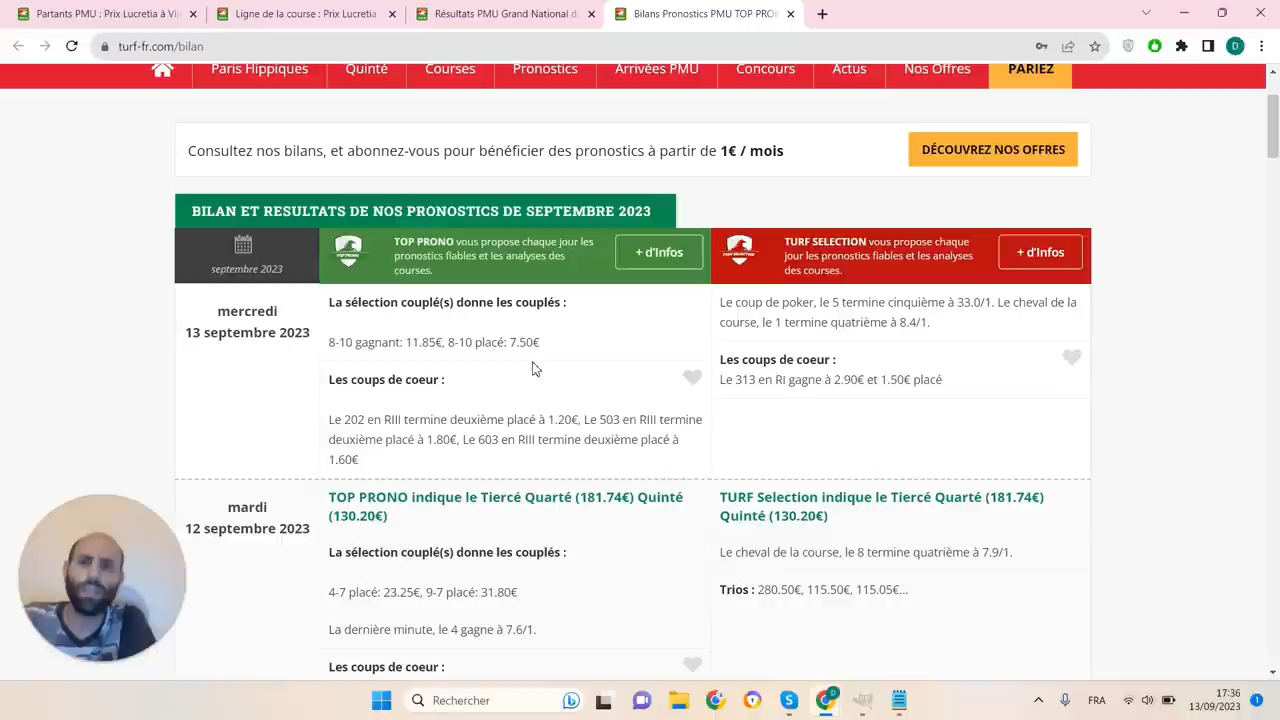 Partants PMU : Prix Lucretia à Vi
Ligne de la course : Prix Lucretia
Résultats PMU Grand National d
Bilans Pronostics PMU TOP PRO
turf-fr.com/bilan
D
Paris Hippiques Quinté Courses Pronostics Arrivées PMU Concours Actus Nos Offres PARIEZ
Consultez nos bilans, et abonnez-vous pour bénéficier des pronostics à partir de 1€ / mois
DÉCOUVREZ NOS OFFRES
BILAN ET RESULTATS DE NOS PRONOSTICS DE SEPTEMBRE 2023
septembre 2023
TOP PRONO vous propose chaque jour les
pronostics fiables et les analyses des
courses.
+ d'Infos
TURF SELECTION vous propose chaque
jour les pronostics fiables et les analyses
des courses.
+ d'Infos
mercredi
13 septembre 2023
La sélection couplé(s) donne les couplés :
8-10 gagnant: 11.85€, 8-10 placé: 7.50€
Les coups de coeur :
Le 202 en RIII termine deuxième placé à 1.20€, Le 503 en RIII termine
deuxième placé à 1.80€, Le 603 en RIII termine deuxième placé à
1.60€
Le coup de poker, le 5 termine cinquième à 33.0/1. Le cheval de la
course, le 1 termine quatrième à 8.4/1.
Les coups de coeur :
Le 313 en RI gagne à 2.90€ et 1.50€ placé
mardi
12 septembre 2023
TOP PRONO indique le Tiercé Quarté (181.74€) Quinté
(130.20€)
La sélection couplé(s) donne les couplés :
4-7 placé: 23.25€, 9-7 placé: 31.80€
La dernière minute, le 4 gagne à 7.6/1.
Les coups de coeur :
TURF Selection indique le Tiercé Quarté (181.74€)
Quinté (130.20€)
Le cheval de la course, le 8 termine quatrième à 7.9/1.
Trios : 280.50€, 115.50€, 115.05€...
Rechercher
FRA
17:36
13/09/2023